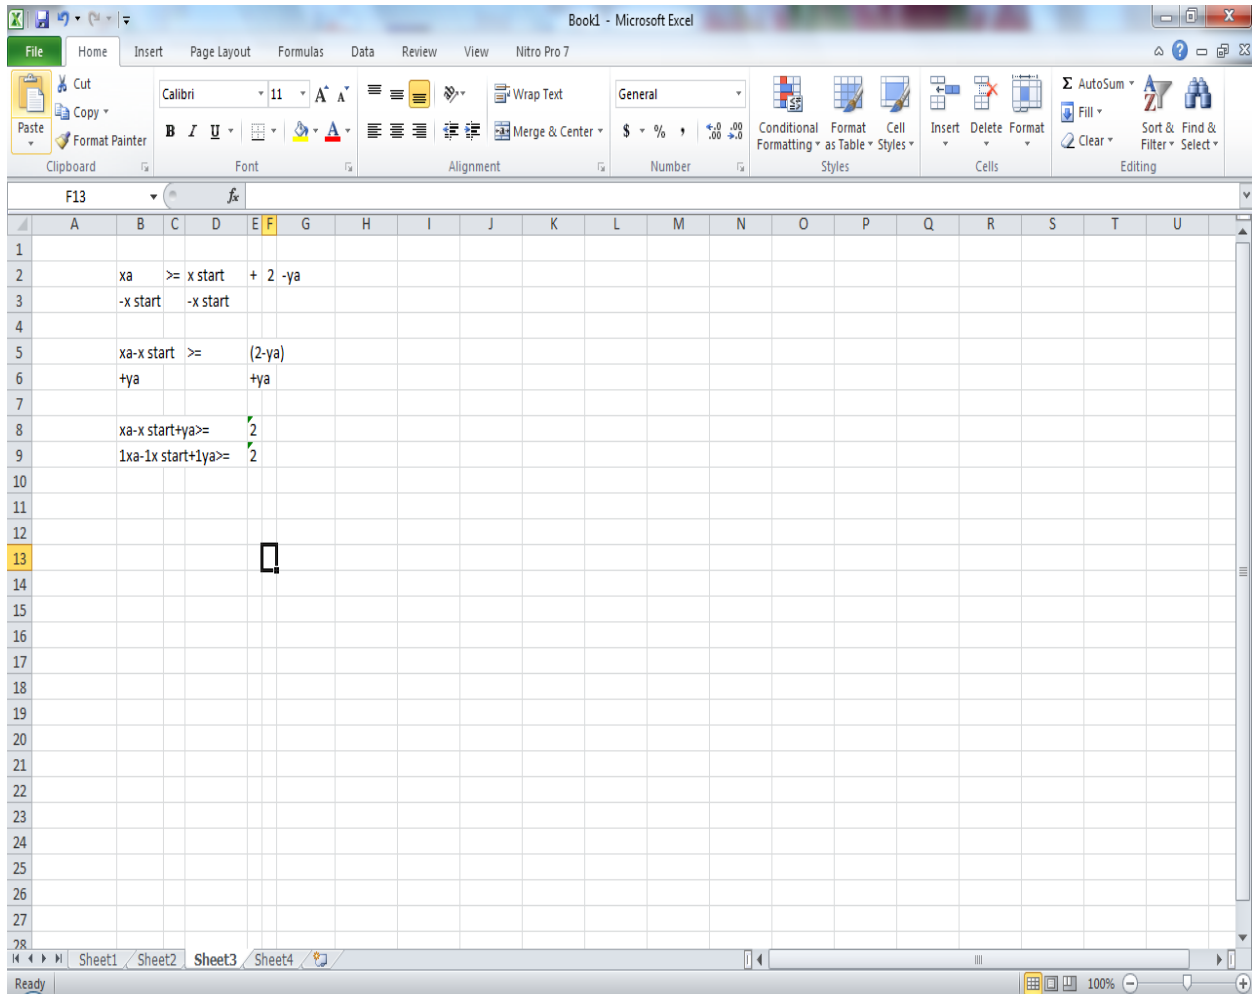 Book1 - Microsoft Excel
File Home Insert Page Layout Formulas Data Review View Nitro Pro 7
Cut
Copy
Format Painter
Paste
Clipboard
Calibri 11
B I U
Font
Wrap Text
Merge & Center
Alignment
General
$ % , .00 .0
Number
Conditional Formatting
Format as Table
Cell Styles
Styles
Insert Delete Format
Cells
Σ AutoSum
Fill
Clear
Sort & Filter
Find & Select
Editing
F13 fx
A B C D E F G H I J K L M N O P Q R S T U
1
2 xa >= x start + 2 -ya
3 -x start -x start
4
5 xa-x start >= (2-ya)
6 +ya +ya
7
8 xa-x start+ya>= 2
9 1xa-1x start+1ya>= 2
10
11
12
13
14
15
16
17
18
19
20
21
22
23
24
25
26
27
28
Sheet1 Sheet2 Sheet3 Sheet4
Ready 100%